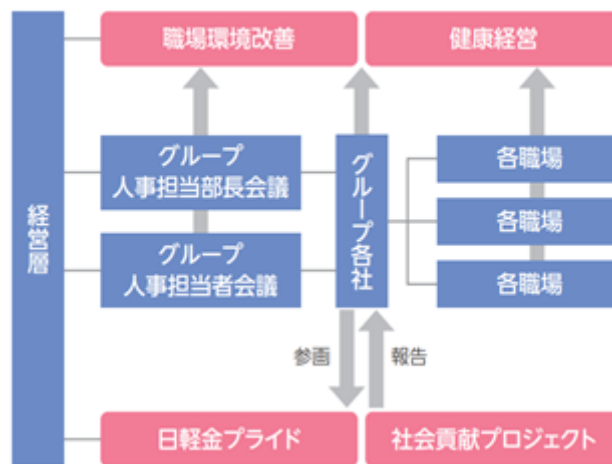 職場環境改善
健康経営
経営層
グループ
人事担当部長会議
グループ
人事担当者会議
グループ各社
各職場
各職場
各職場
参画
報告
日軽金プライド
社会貢献プロジェクト